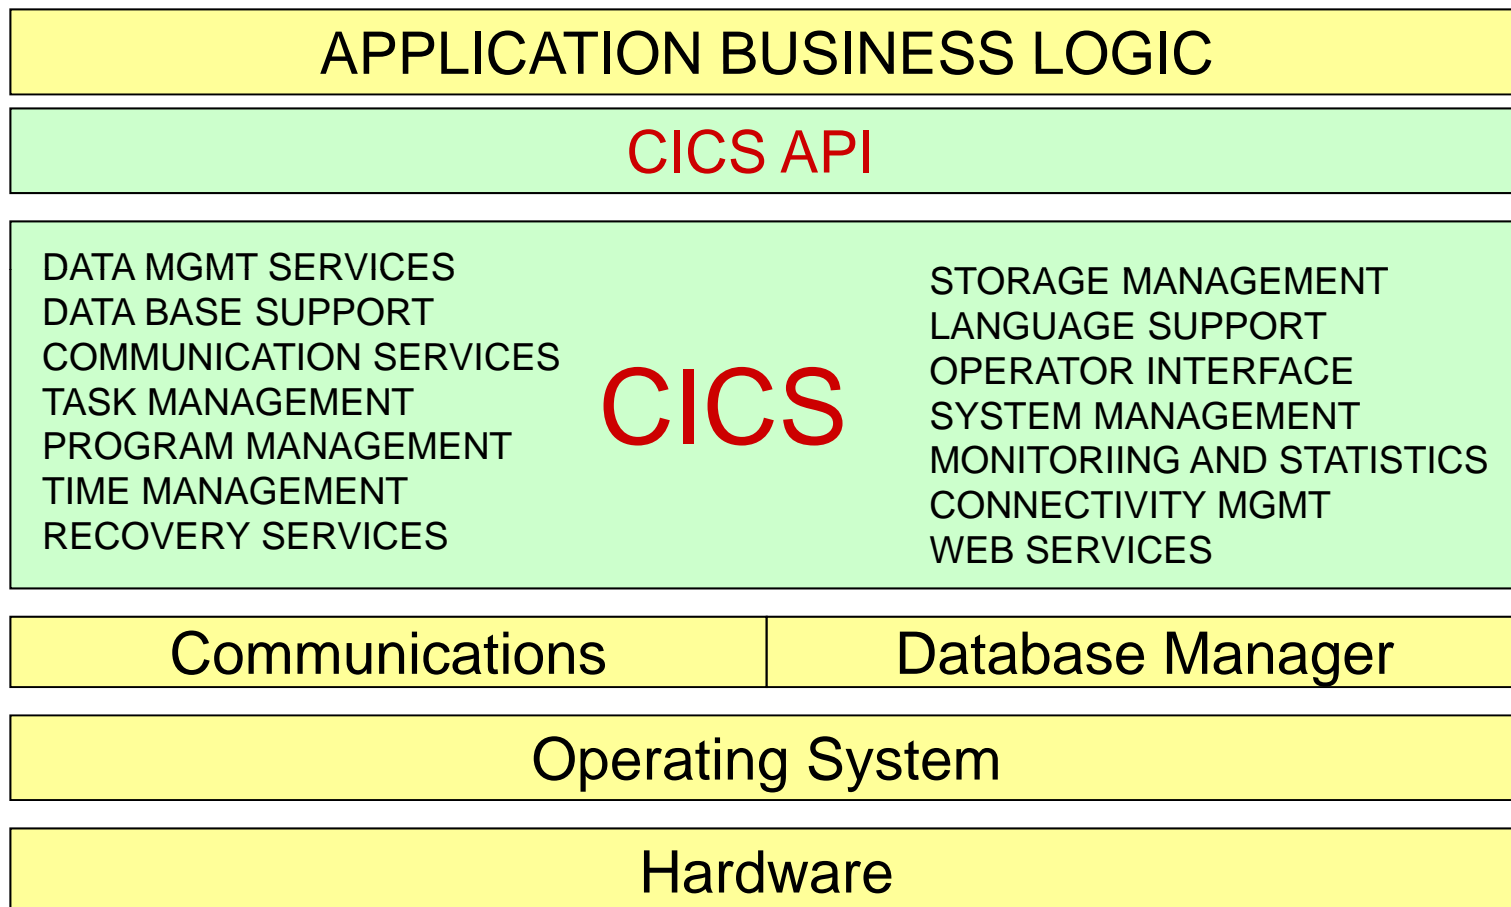 APPLICATION BUSINESS LOGIC
CICS API
DATA MGMT SERVICES
DATA BASE SUPPORT
COMMUNICATION SERVICES
TASK MANAGEMENT
PROGRAM MANAGEMENT
TIME MANAGEMENT
RECOVERY SERVICES
CICS
STORAGE MANAGEMENT
LANGUAGE SUPPORT
OPERATOR INTERFACE
SYSTEM MANAGEMENT
MONITORIING AND STATISTICS
CONNECTIVITY MGMT
WEB SERVICES
Communications
Database Manager
Operating System
Hardware